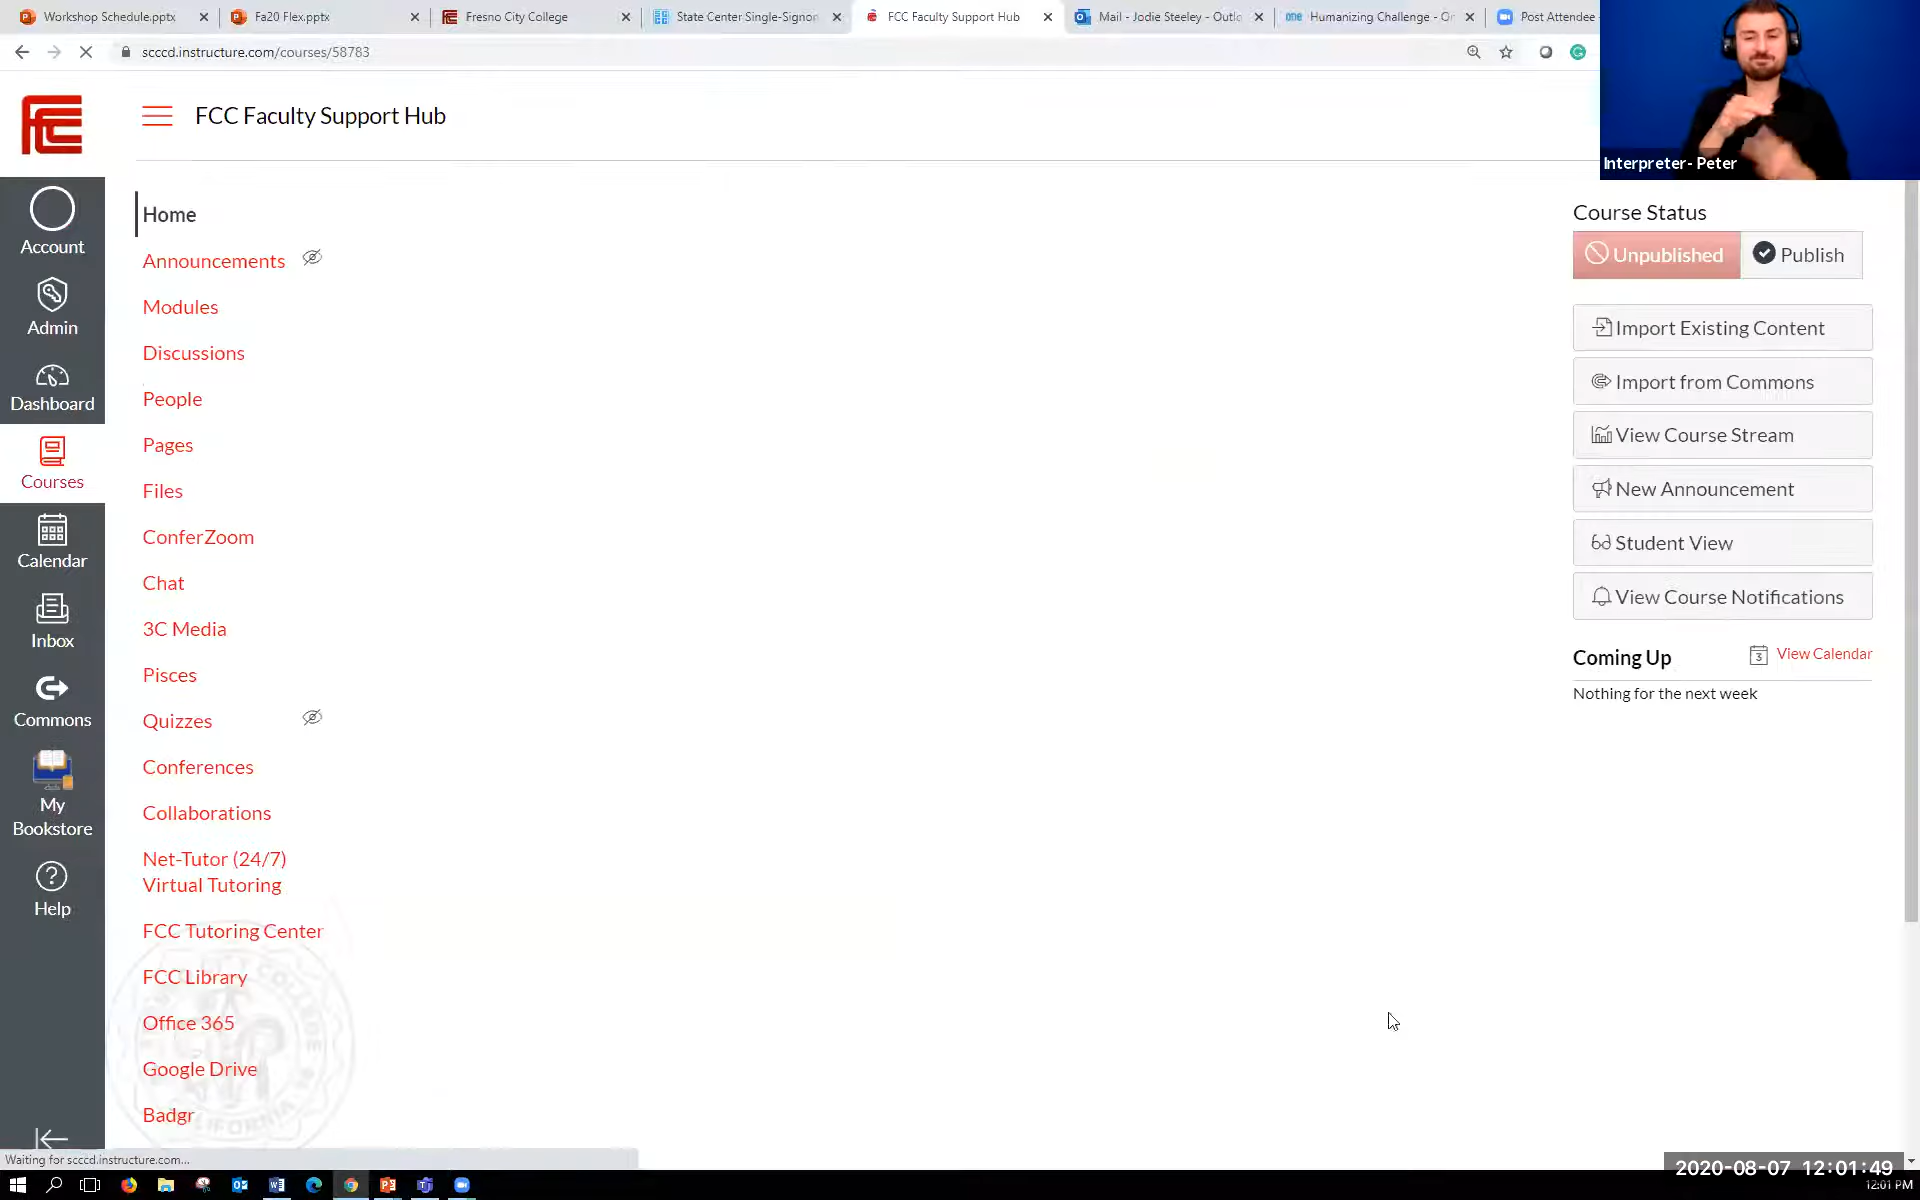 Workshop Schedule.pptx
Fa20 Flex.pptx
Fresno City College
State Center Single-Signon
FCC Faculty Support Hub
Mail - Jodie Steeley - Outlo
one
Humanizing Challenge - Or
Post Attendee -
scccd.instructure.com/courses/58783
FCC Faculty Support Hub
Interpreter- Peter
Account
Admin
Dashboard
Courses
Calendar
Inbox
Commons
My
Bookstore
Help
Home
Announcements
Modules
Discussions
People
Pages
Files
ConferZoom
Chat
3C Media
Pisces
Quizzes
Conferences
Collaborations
Net-Tutor (24/7)
Virtual Tutoring
FCC Tutoring Center
FCC Library
Office 365
Google Drive
Badgr
Course Status
Unpublished
Publish
Import Existing Content
Import from Commons
View Course Stream
New Announcement
Student View
View Course Notifications
Coming Up
3
View Calendar
Nothing for the next week
Waiting for scccd.instructure.com...
2020-08-07 12:01:49
12:01 PM